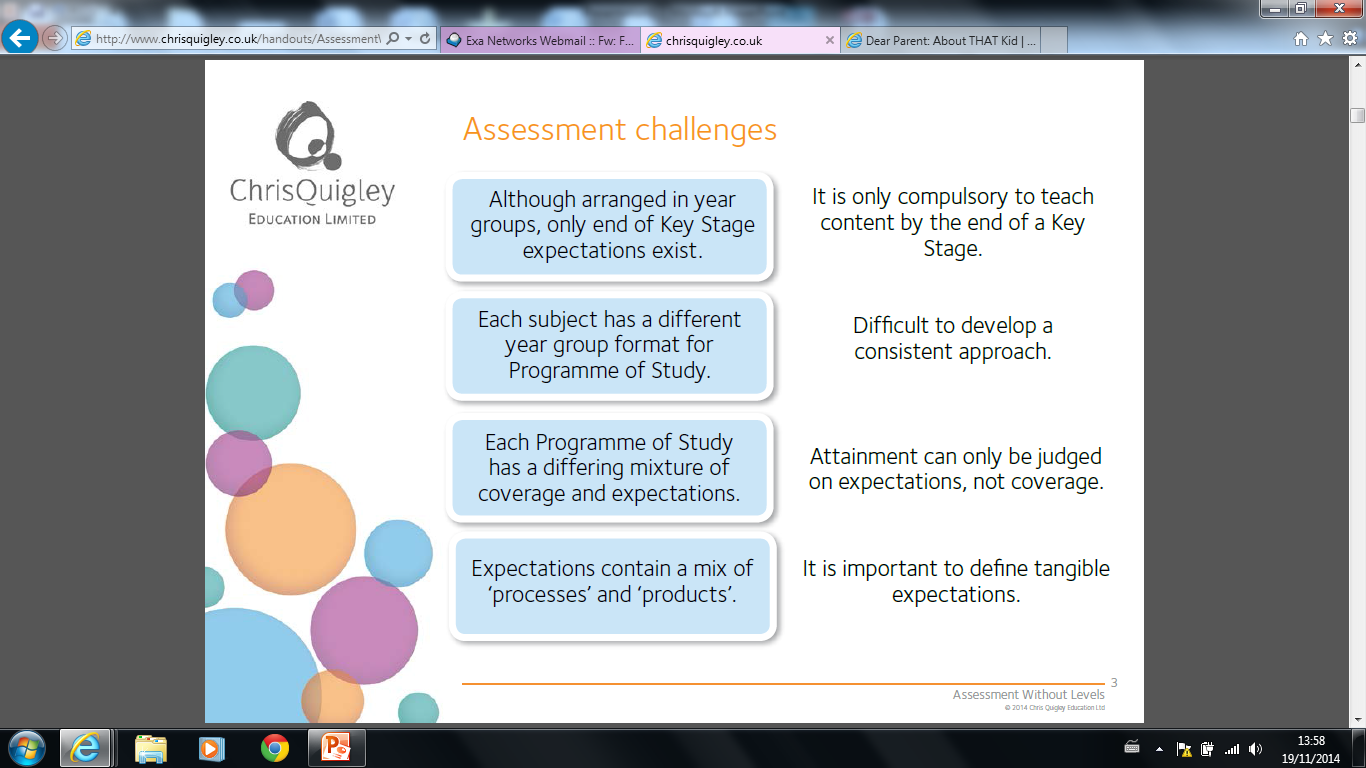 http://www.chrisquigley.co.uk/handouts/Assessment\
Exa Networks Webmail :: Fw: F...
chrisquigley.co.uk
Dear Parent: About THAT Kid | ...
ChrisQuigley
EDUCATION LIMITED
Assessment challenges
Although arranged in year
groups, only end of Key Stage
expectations exist.
It is only compulsory to teach
content by the end of a Key
Stage.
Each subject has a different
year group format for
Programme of Study.
Difficult to develop a
consistent approach.
Each Programme of Study
has a differing mixture of
coverage and expectations.
Attainment can only be judged
on expectations, not coverage.
Expectations contain a mix of
‘processes’ and ‘products’.
It is important to define tangible
expectations.
3
Assessment Without Levels
© 2014 Chris Quigley Education Ltd
13:58
19/11/2014